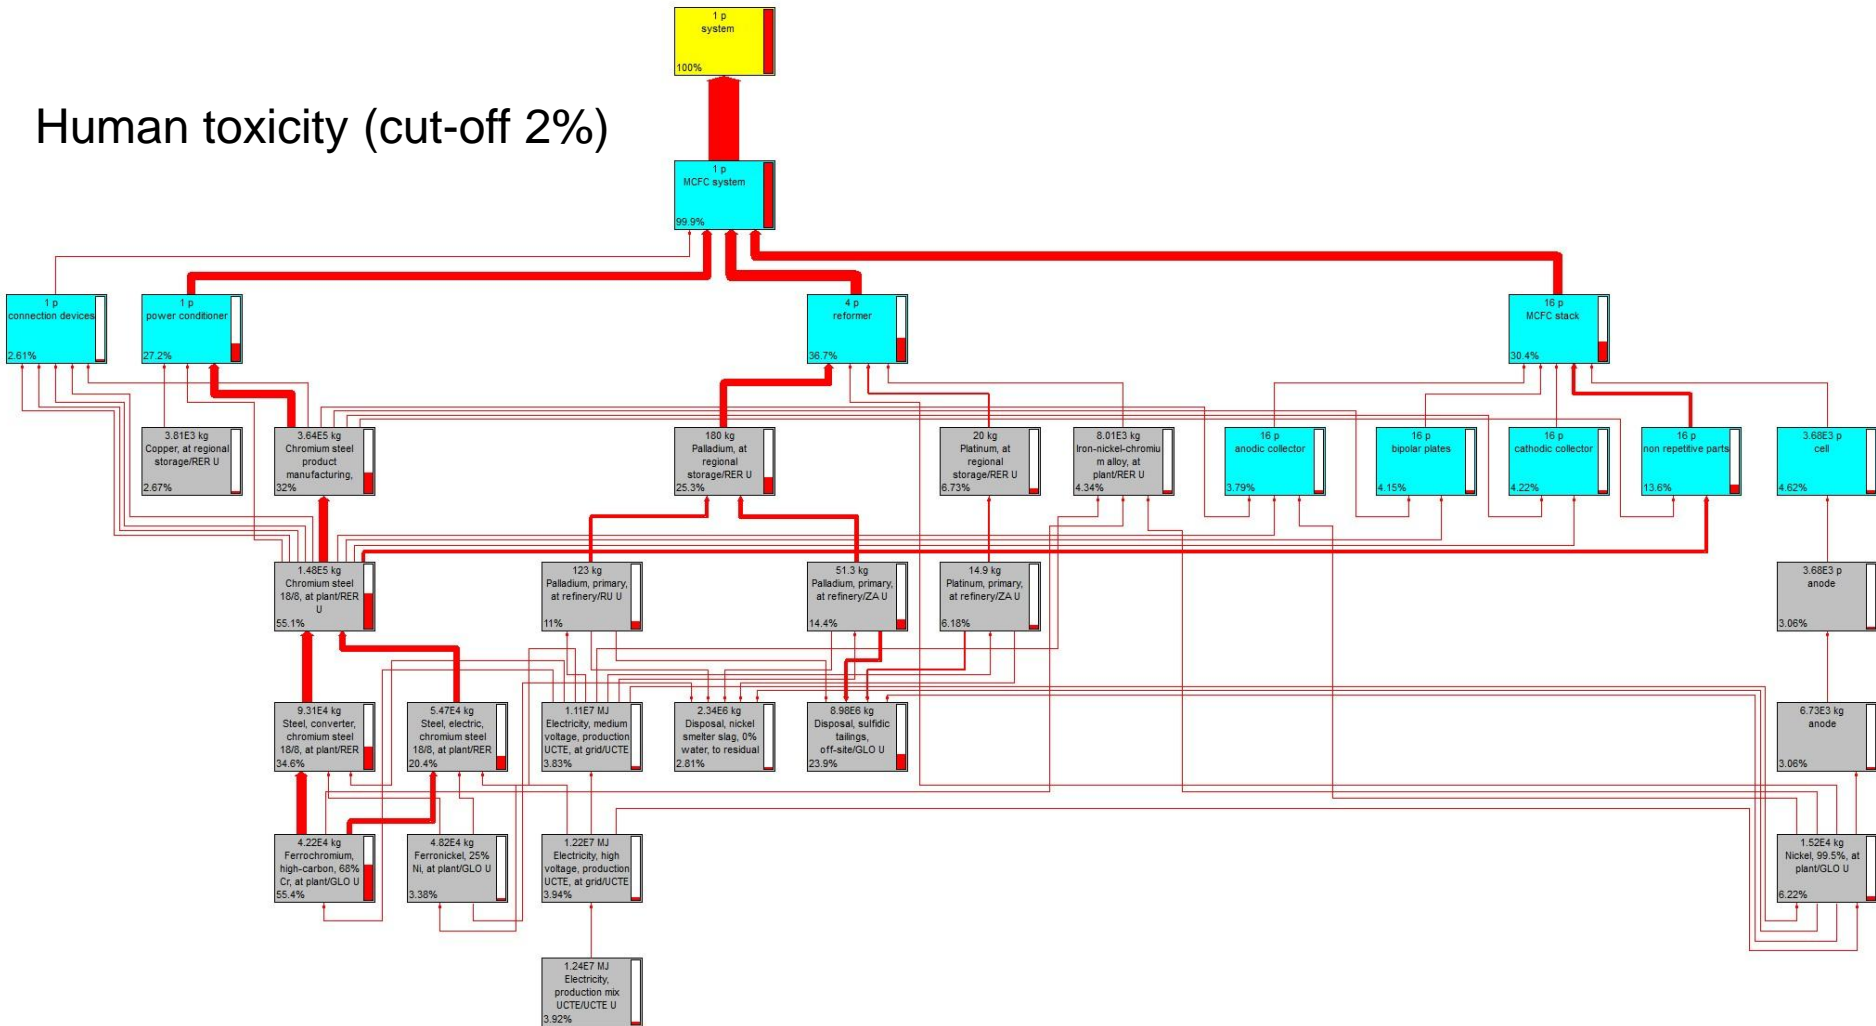 1 p
system
100%
Human toxicity (cut-off 2%)
1 p
MCFC system
99.9%
1 p
connection devices
2.61%
1 p
power conditioner
27.2%
4 p
reformer
36.7%
16 p
MCFC stack
30.4%
3.81E3 kg
Copper, at regional
storage/RER U
2.67%
3.64E5 kg
Chromium steel
product
manufacturing,
32%
180 kg
Palladium, at
regional
storage/RER U
25.3%
20 kg
Platinum, at
regional
storage/RER U
6.73%
8.01E3 kg
Iron-nickel-chromiu
m alloy, at
plant/RER U
4.34%
16 p
anodic collector
3.79%
16 p
bipolar plates
4.15%
16 p
cathodic collector
4.22%
16 p
non repetitive parts
13.6%
3.68E3 p
cell
4.62%
1.48E5 kg
Chromium steel
18/8, at plant/RER
U
55.1%
123 kg
Palladium, primary,
at refinery/RU U
11%
51.3 kg
Palladium, primary,
at refinery/ZA U
14.4%
14.9 kg
Platinum, primary,
at refinery/ZA U
6.18%
3.68E3 p
anode
3.06%
9.31E4 kg
Steel, converter,
chromium steel
18/8, at plant/RER
34.6%
5.47E4 kg
Steel, electric,
chromium steel
18/8, at plant/RER
20.4%
1.11E7 MJ
Electricity, medium
voltage, production
UCTE, at grid/UCTE
3.83%
2.34E6 kg
Disposal, nickel
smelter slag, 0%
water, to residual
2.81%
8.98E6 kg
Disposal, sulfidic
tailings,
off-site/GLO U
23.9%
6.73E3 kg
anode
3.06%
4.22E4 kg
Ferrochromium,
high-carbon, 68%
Cr, at plant/GLO U
55.4%
4.82E4 kg
Ferronickel, 25%
Ni, at plant/GLO U
3.38%
1.22E7 MJ
Electricity, high
voltage, production
UCTE, at grid/UCTE
3.94%
1.52E4 kg
Nickel, 99.5%, at
plant/GLO U
6.22%
1.24E7 MJ
Electricity,
production mix
UCTE/UCTE U
3.92%